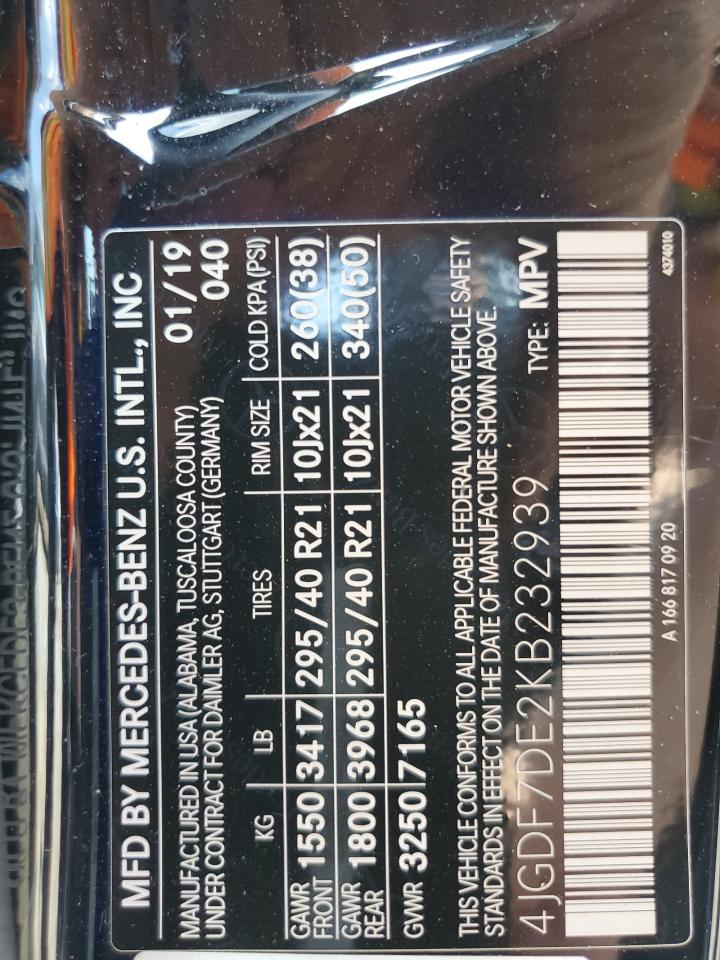 MFD BY MERCEDES-BENZ U.S. INTL., INC
MANUFACTURED IN USA (ALABAMA, TUSCALOOSA COUNTY) 01/19
UNDER CONTRACT FOR DAIMLER AG, STUTTGART (GERMANY) 040
KG LB TIRES RIM SIZE COLD KPA (PSI)
GAWR FRONT 1550 3417 295/40 R21 10Jx21 260(38)
GAWR REAR 1800 3968 295/40 R21 10Jx21 340(50)
GVWR 3250 7165
THIS VEHICLE CONFORMS TO ALL APPLICABLE FEDERAL MOTOR VEHICLE SAFETY
STANDARDS IN EFFECT ON THE DATE OF MANUFACTURE SHOWN ABOVE.
4JGDF7DE2KB232939 TYPE: MPV
A 166 817 09 20 4374010